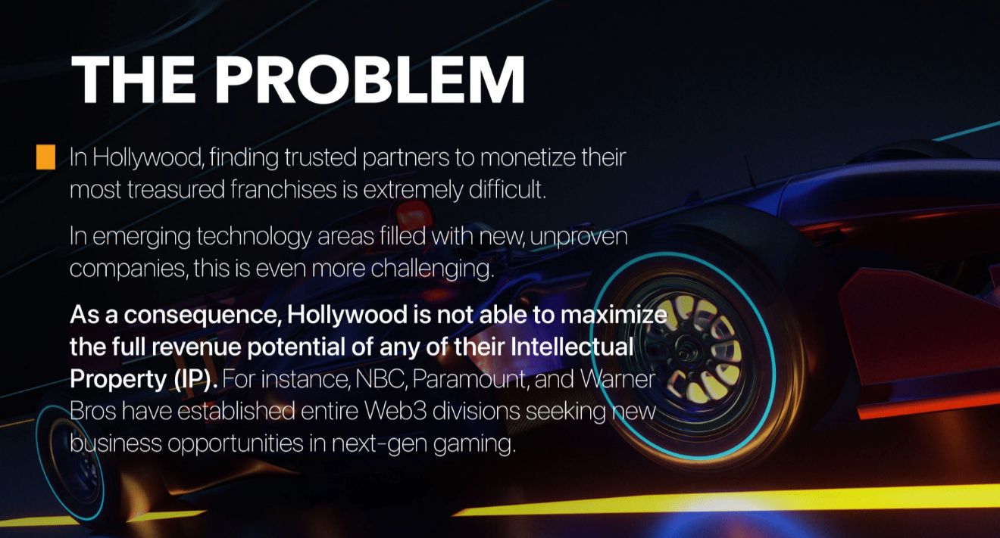 THE PROBLEM
In Hollywood, finding trusted partners to monetize their
most treasured franchises is extremely difficult.
In emerging technology areas filled with new, unproven
companies, this is even more challenging.
As a consequence, Hollywood is not able to maximize
the full revenue potential of any of their Intellectual
Property (IP). For instance, NBC, Paramount, and Warner
Bros have established entire Web3 divisions seeking new
business opportunities in next-gen gaming.